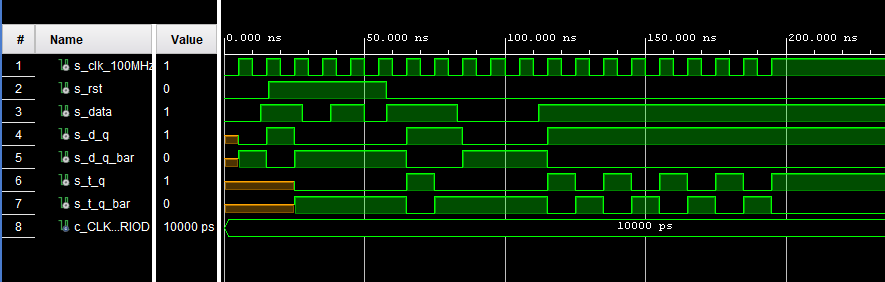 # Name Value 0.000 ns 50.000 ns 100.000 ns 150.000 ns 200.000 ns
1 s_clk_100MHz 1
2 s_rst 0
3 s_data 1
4 s_d_q 1
5 s_d_q_bar 0
6 s_t_q 1
7 s_t_q_bar 0
8 c_CLK...RIOD 10000 ps 10000 ps